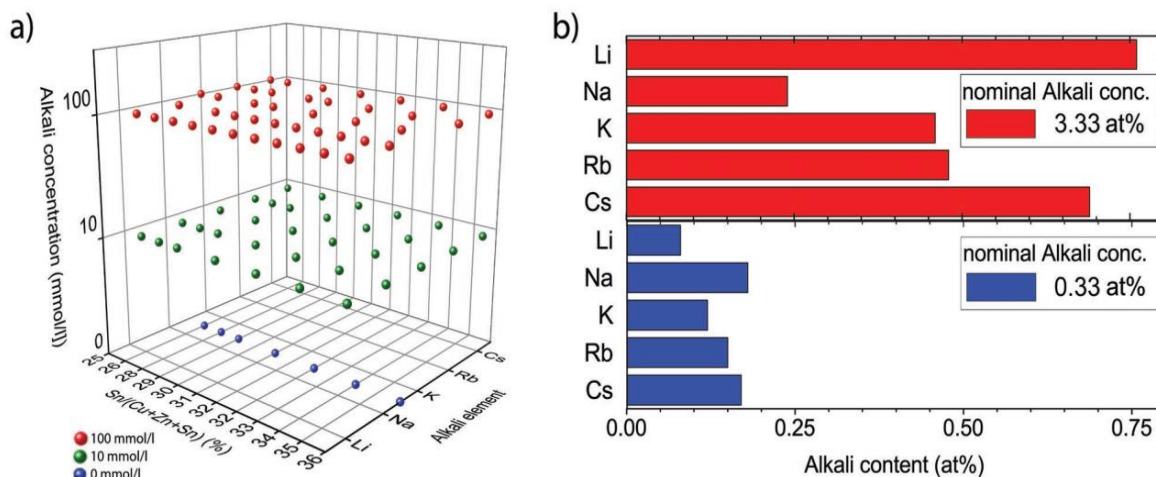 a)
Alkali concentration (mmol/l])
100
10
0
25
26
28
29
30
31
32
32
33
34
35
36
Sn/(Cu+Zn+Sn) (%)
Li
Na
K
Rb
Cs
Alkali element
100 mmol/l
10 mmol/l
0 mmol/l
b)
Li
Na
K
Rb
Cs
Li
Na
K
Rb
Cs
nominal Alkali conc.
3.33 at%
nominal Alkali conc.
0.33 at%
0.00 0.25 0.50 0.75
Alkali content (at%)